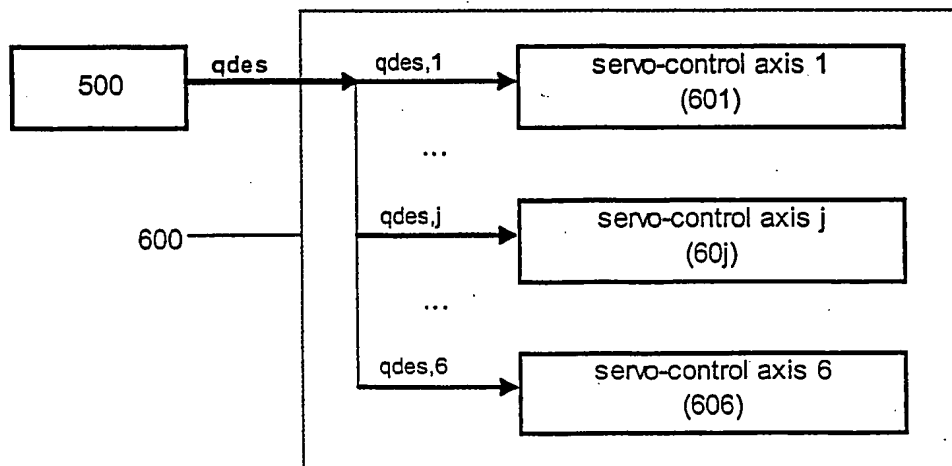 500
qdes
qdes,1
servo-control axis 1
(601)
...
qdes,j
servo-control axis j
(60j)
600
...
qdes,6
servo-control axis 6
(606)